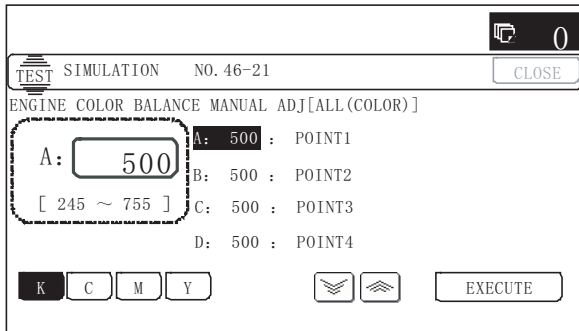 0
TEST SIMULATION NO.46-21 CLOSE
ENGINE COLOR BALANCE MANUAL ADJ[ALL(COLOR)]
A: 500
[ 245 ～ 755 ]
A: 500 : POINT1
B: 500 : POINT2
C: 500 : POINT3
D: 500 : POINT4
K C M Y EXECUTE